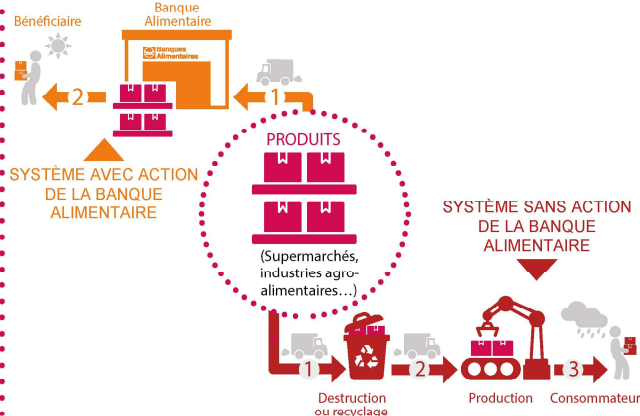 Bénéficiaire
Banque
Alimentaire
Banques
Alimentaires
2
1
SYSTÈME AVEC ACTION
DE LA BANQUE
ALIMENTAIRE
PRODUITS
(Supermarchés,
industries agro-
alimentaires...)
SYSTÈME SANS ACTION
DE LA BANQUE
ALIMENTAIRE
1
2
3
Destruction
ou recyclage
Production
Consommateur